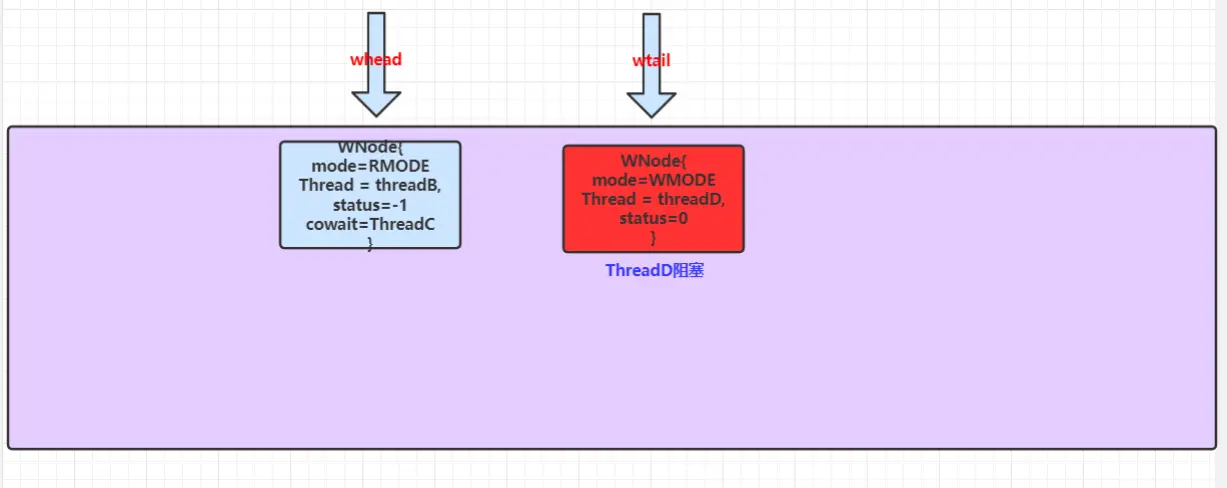 whead
wtail
WNode{
mode=RMODE
Thread = threadB,
status=-1
cowait=ThreadC
}
WNode{
mode=WMODE
Thread = threadD,
status=0
}
ThreadD阻塞